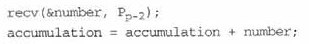 recv(&number, Pp-2);
accumulation = accumulation + number;